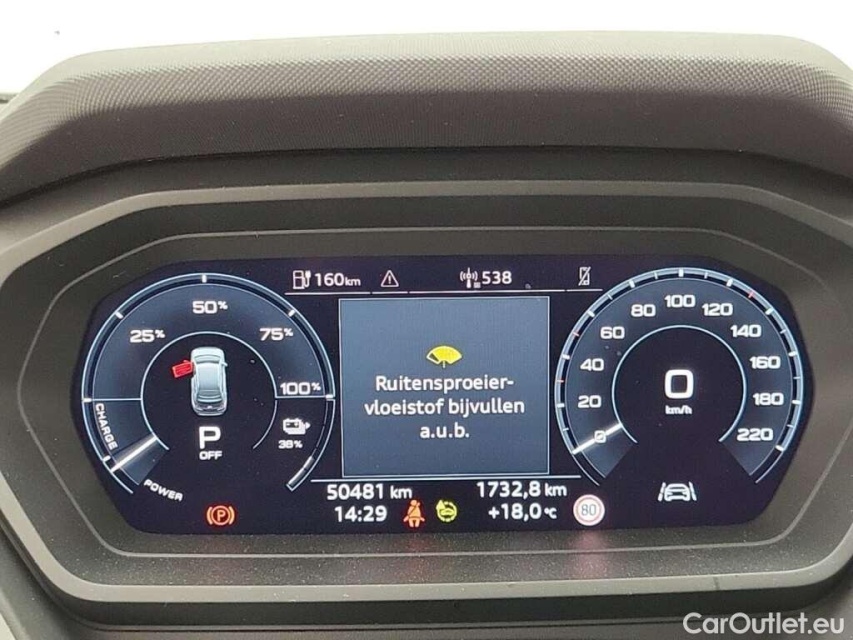 160km 538
50%
25% 75%
100%
CHARGE
P
OFF
38%
POWER
Ruitensproeier-
vloeistof bijvullen
a.u.b.
0 20 40 60 80 100 120 140 160 180 220
0
km/h
50481 km 1732,8 km
14:29 +18,0°C
(P) 80
CarOutlet.eu